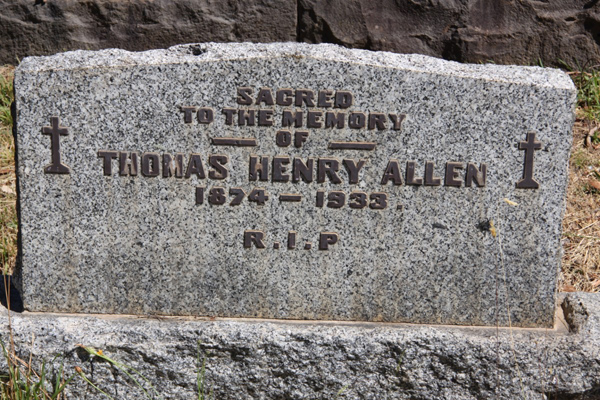 SACRED
TO THE MEMORY
OF
THOMAS HENRY ALLEN
1874 – 1933.
R.I.P